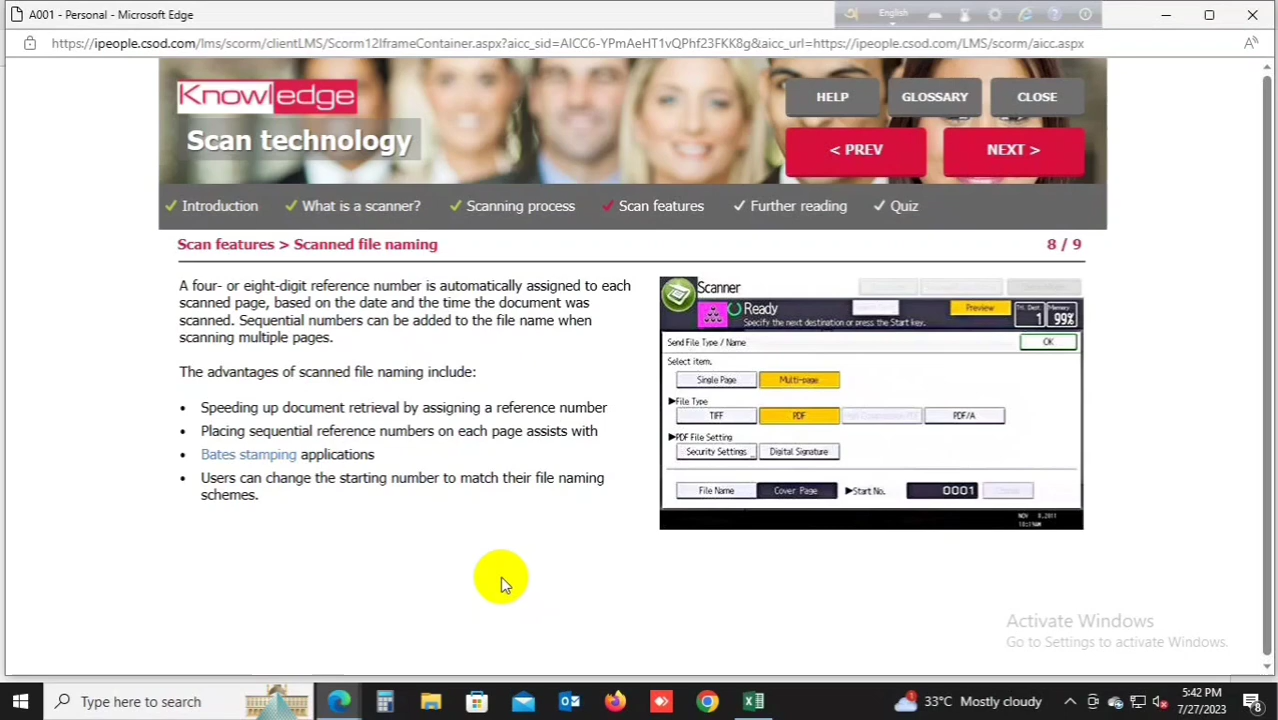 A001 - Personal - Microsoft Edge
English
https://ipeople.csod.com/lms/scorm/clientLMS/Scorm12IframeContainer.aspx?aicc_sid=AICC6-YPmAeHT1vQPhf23FKK8g&aicc_url=https://ipeople.csod.com/LMS/scorm/aicc.aspx
Knowledge
Scan technology
HELP
GLOSSARY
CLOSE
< PREV
NEXT >
Introduction
What is a scanner?
Scanning process
Scan features
Further reading
Quiz
Scan features > Scanned file naming
8 / 9
A four- or eight-digit reference number is automatically assigned to each
scanned page, based on the date and the time the document was
scanned. Sequential numbers can be added to the file name when
scanning multiple pages.
The advantages of scanned file naming include:
• Speeding up document retrieval by assigning a reference number
• Placing sequential reference numbers on each page assists with
• Bates stamping applications
• Users can change the starting number to match their file naming
schemes.
Scanner
Ready
Preview
Specify the next destination or press the Start key.
1
99%
Send File Type / Name
OK
Select item.
Single Page
Multi-page
▶File Type
TIFF
PDF
PDF/A
▶PDF File Setting
Security Settings
Digital Signature
File Name
Cover Page
▶Start No.
0001
Activate Windows
Go to Settings to activate Windows.
Type here to search
33°C Mostly cloudy
5:42 PM
7/27/2023
8